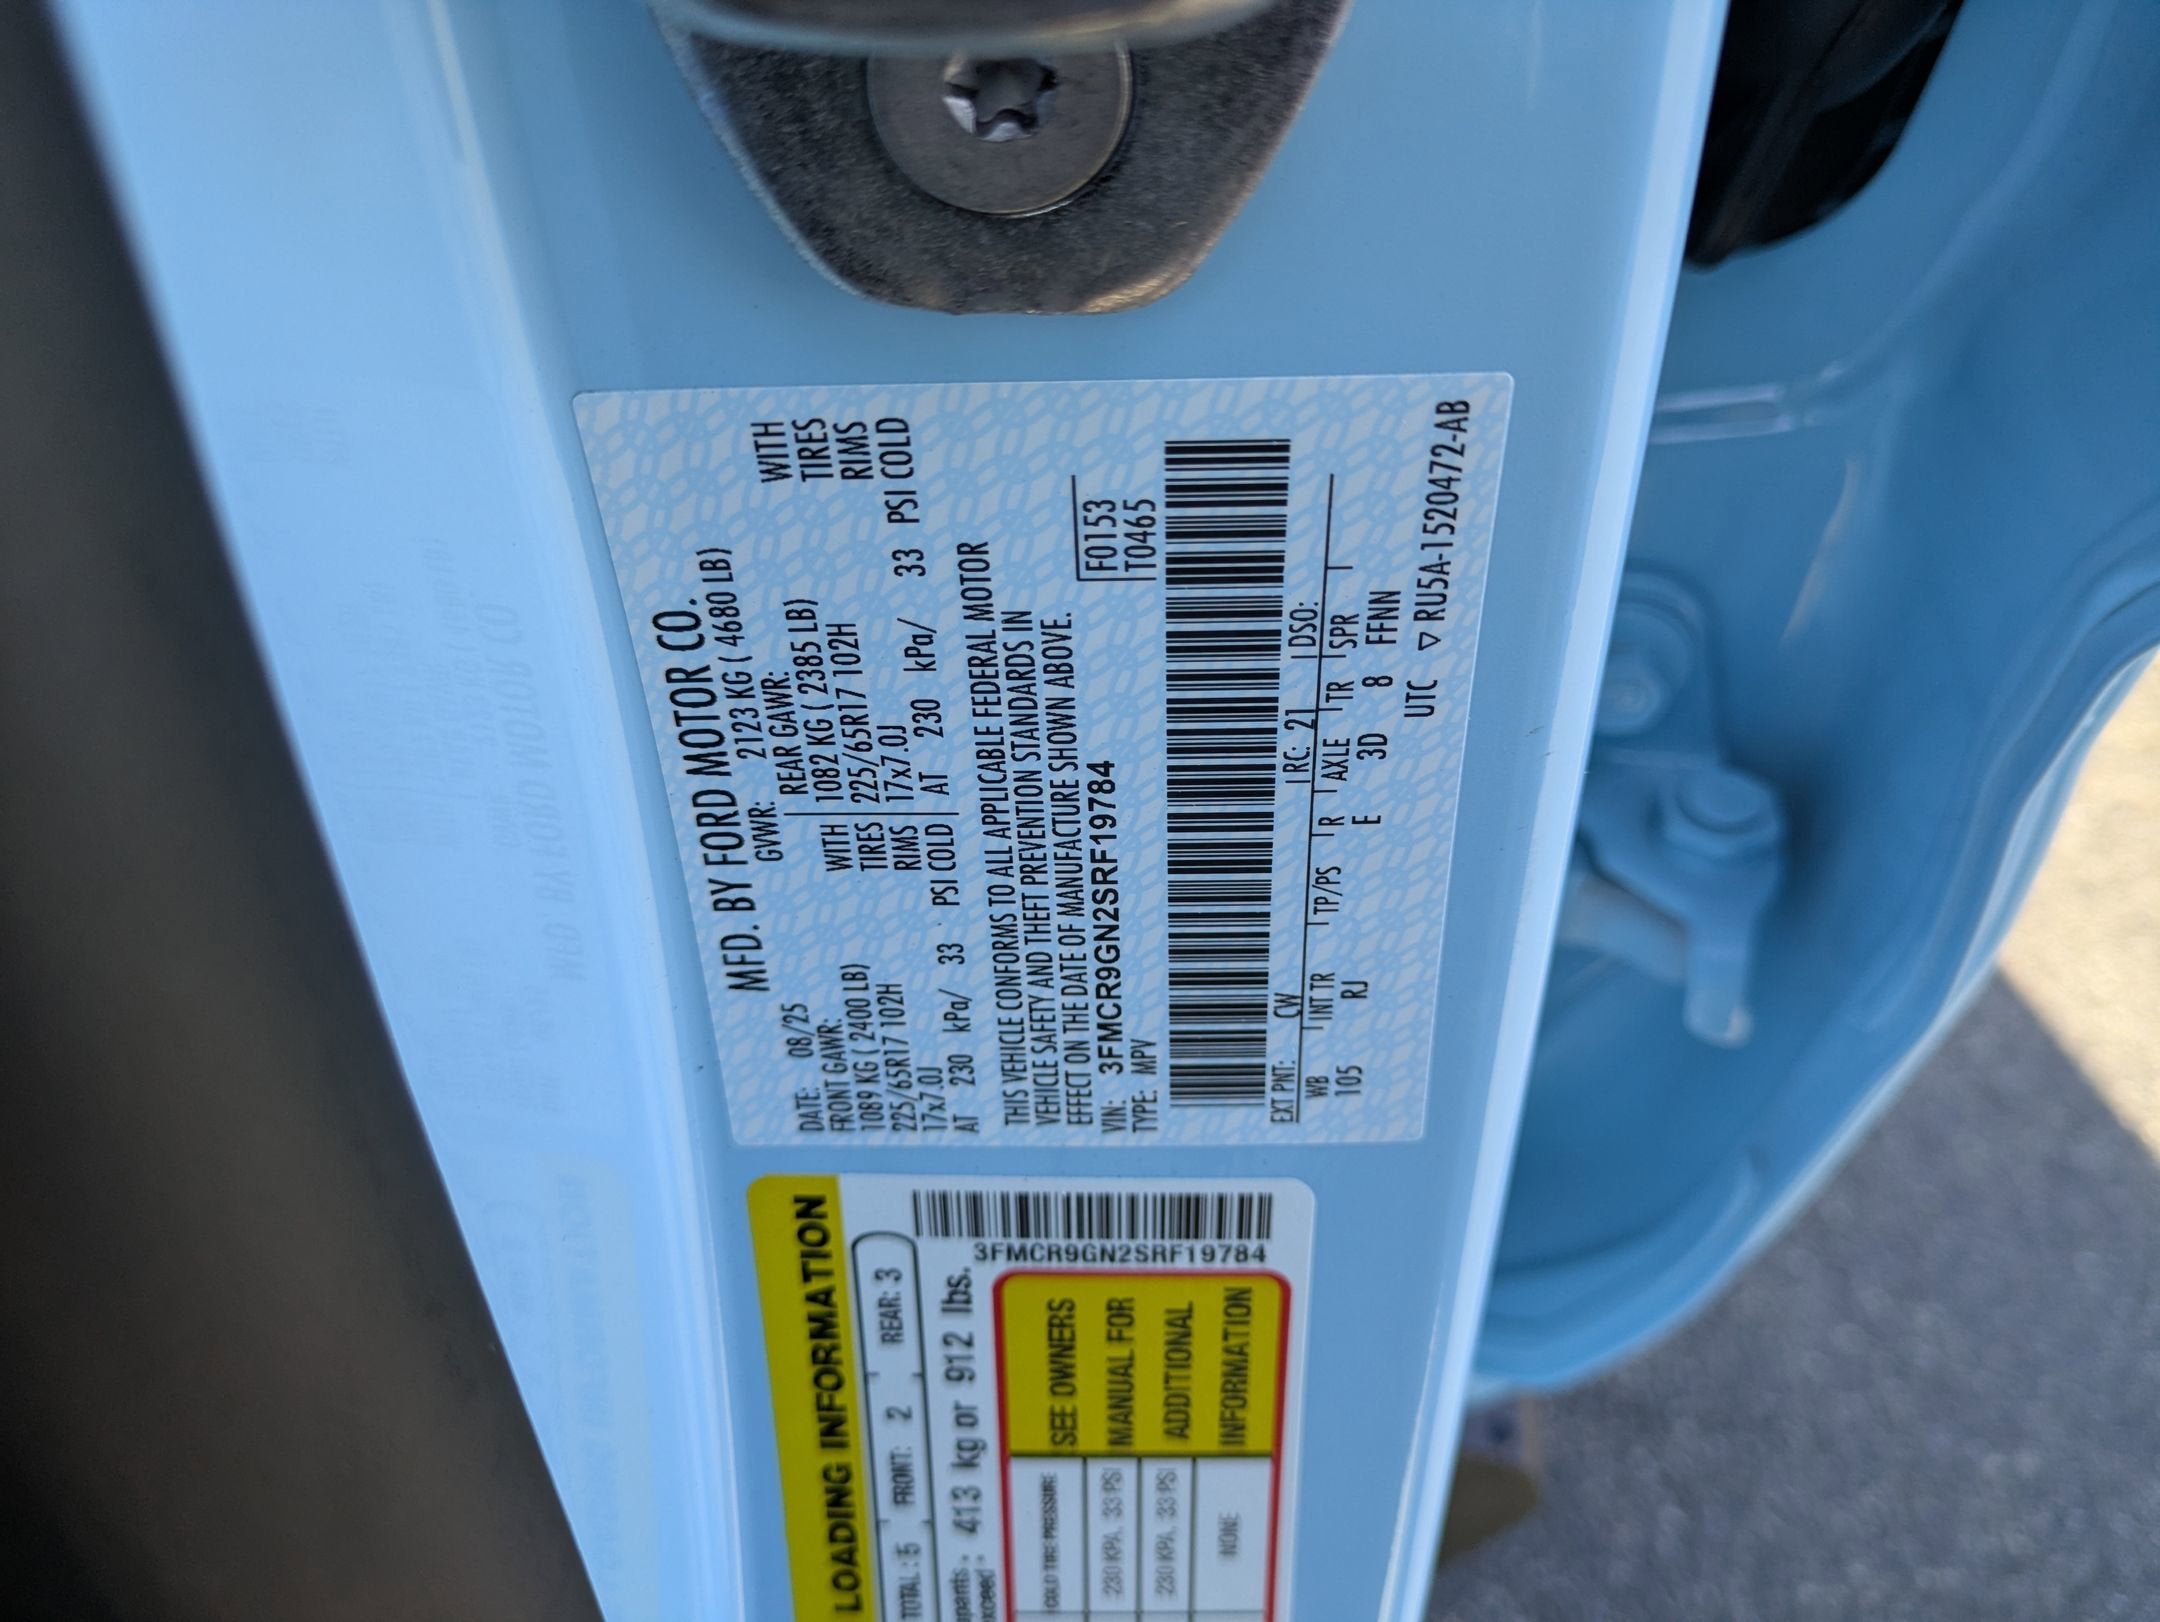 MFD. BY FORD MOTOR CO.
DATE: 08/25 GVWR: 2123 KG ( 4680 LB)
FRONT GAWR: REAR GAWR:
1089 KG ( 2400 LB) WITH 1082 KG ( 2385 LB) WITH
225/65R17 102H TIRES 225/65R17 102H TIRES
17x7.0J RIMS 17x7.0J RIMS
AT 230 kPa/ 33 PSI COLD AT 230 kPa/ 33 PSI COLD
THIS VEHICLE CONFORMS TO ALL APPLICABLE FEDERAL MOTOR
VEHICLE SAFETY AND THEFT PREVENTION STANDARDS IN
EFFECT ON THE DATE OF MANUFACTURE SHOWN ABOVE.
VIN: 3FMCR9GN2SRF19784 F0153
TYPE: MPV T0465
EXT PNT: CW RC: 21 DSO:
WB INT TR TP/PS R AXLE TR SPR
105 RJ E 3D 8 FFNN
UTC ▽ RU5A-1520472-AB
LOADING INFORMATION
TOTAL : 5 FRONT: 2 REAR: 3
413 kg or 912 lbs.
3FMCR9GN2SRF19784
COLD TIRE PRESSURE
230 KPA, 33 PSI
230 KPA, 33 PSI
NONE
SEE OWNERS
MANUAL FOR
ADDITIONAL
INFORMATION